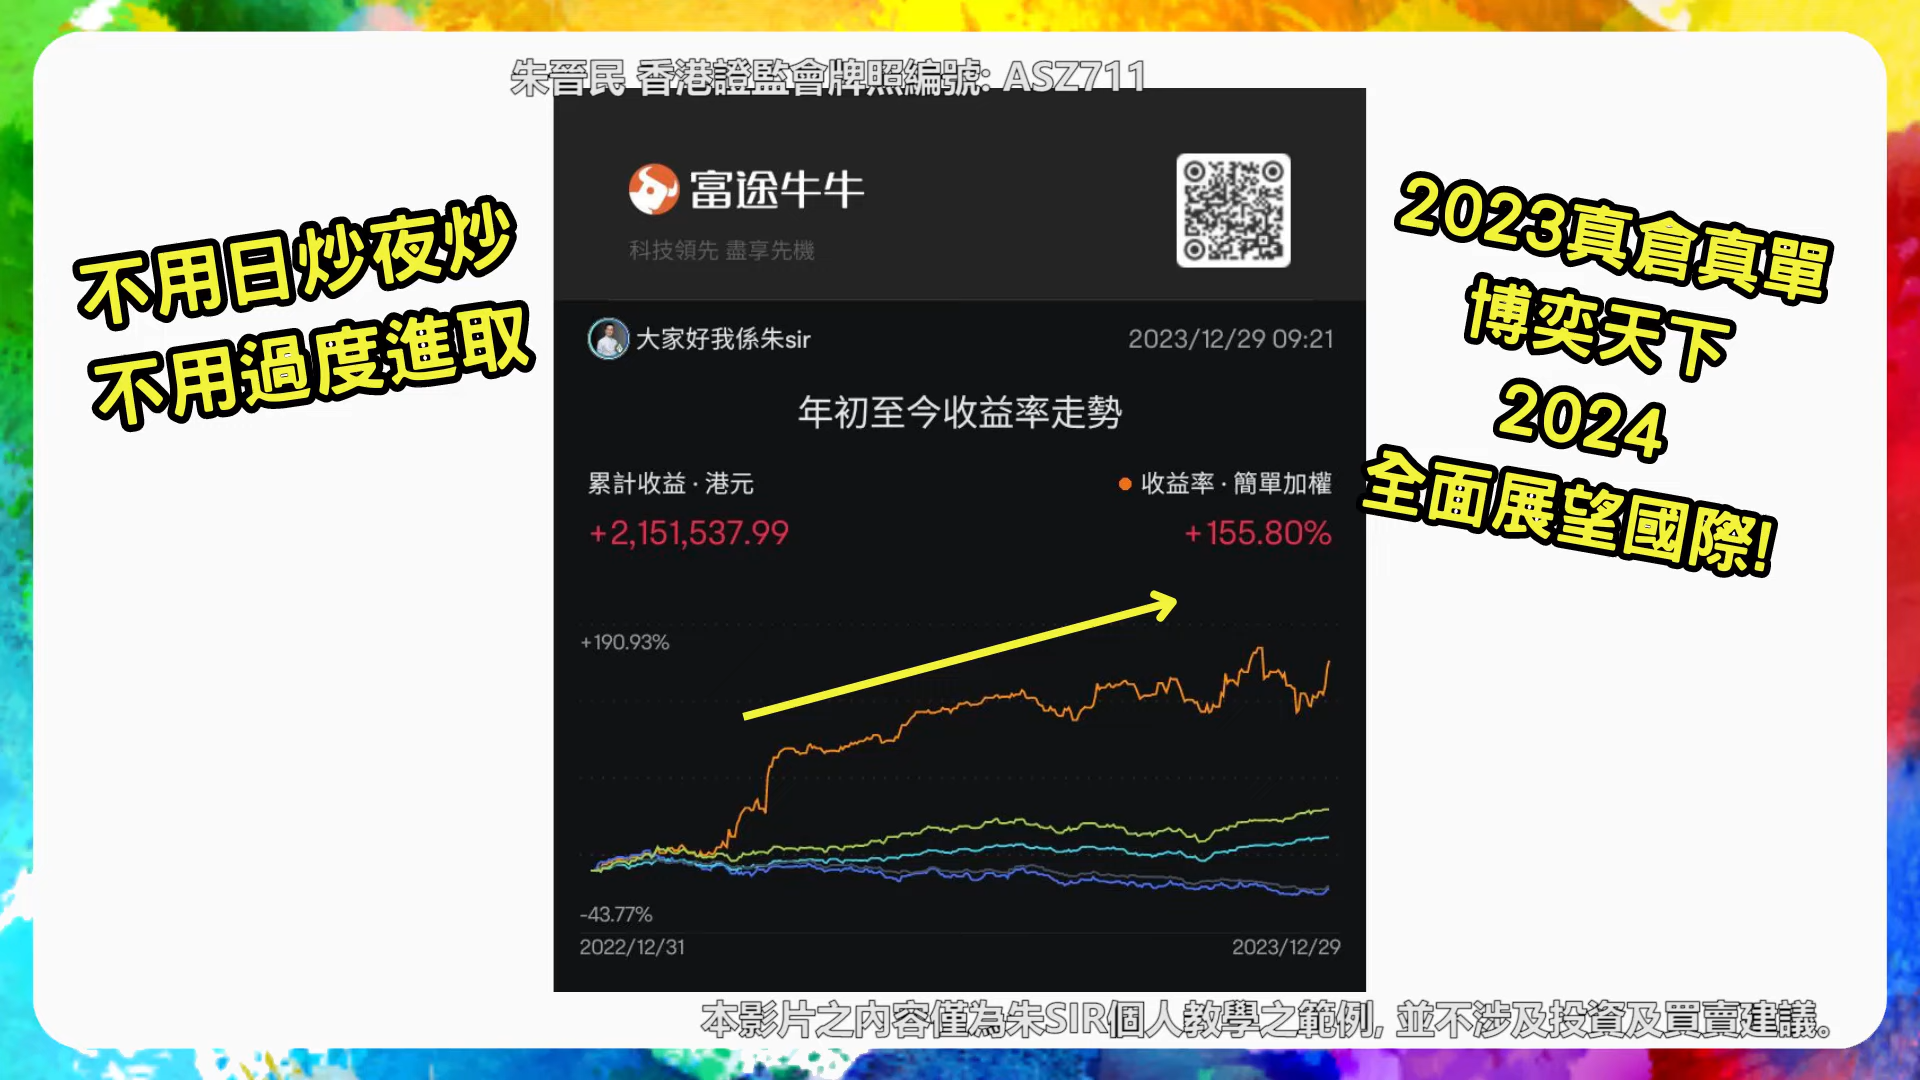 朱晉民 香港證監會牌照編號: ASZ711
不用日炒夜炒
不用過度進取
富途牛牛
科技領先 盡享先機
大家好我係朱sir
2023/12/29 09:21
年初至今收益率走勢
累計收益 · 港元
收益率 · 簡單加權
+2,151,537.99
+155.80%
+190.93%
-43.77%
2022/12/31
2023/12/29
2023真倉真單
博奕天下
2024
全面展望國際!
本影片之內容僅為朱SIR個人教學之範例, 並不涉及投資及買賣建議。